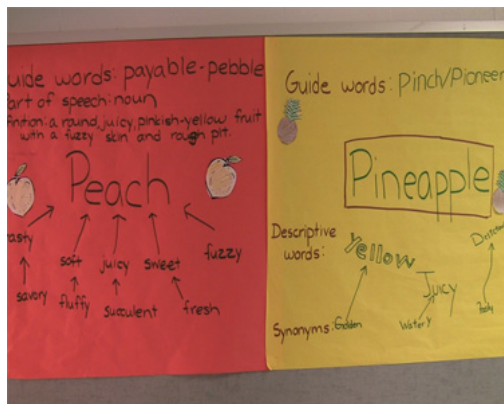 uide words: payable-pebble
art of speech: noun
finition: a round, juicy, pinkish-yellow fruit
with a fuzzy skin and rough pit.
Peach
tasty
soft
juicy
sweet
fuzzy
savory
fluffy
succulent
fresh
Guide words: Pinch/Pioneer
Pineapple
Descriptive
words:
Yellow
Juicy
Synonyms:
Golden
Watery